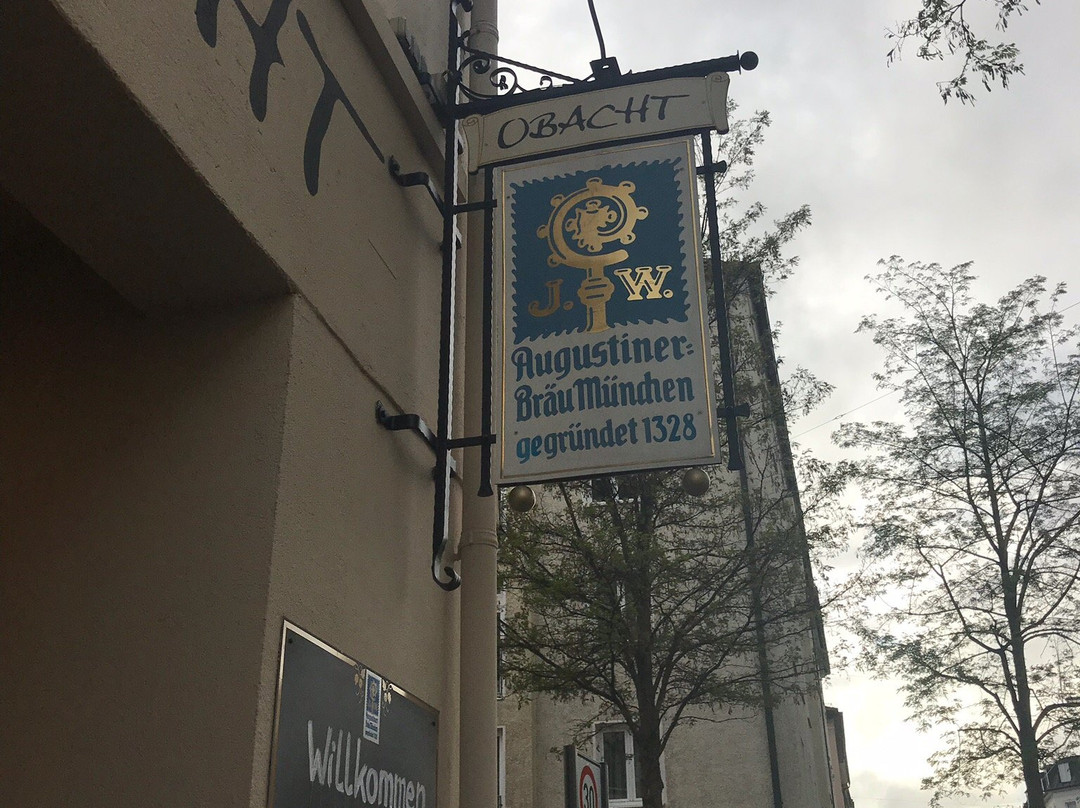 OBACHT
J. W.
Augustiner-
Bräu München
gegründet 1328
Willkommen
30